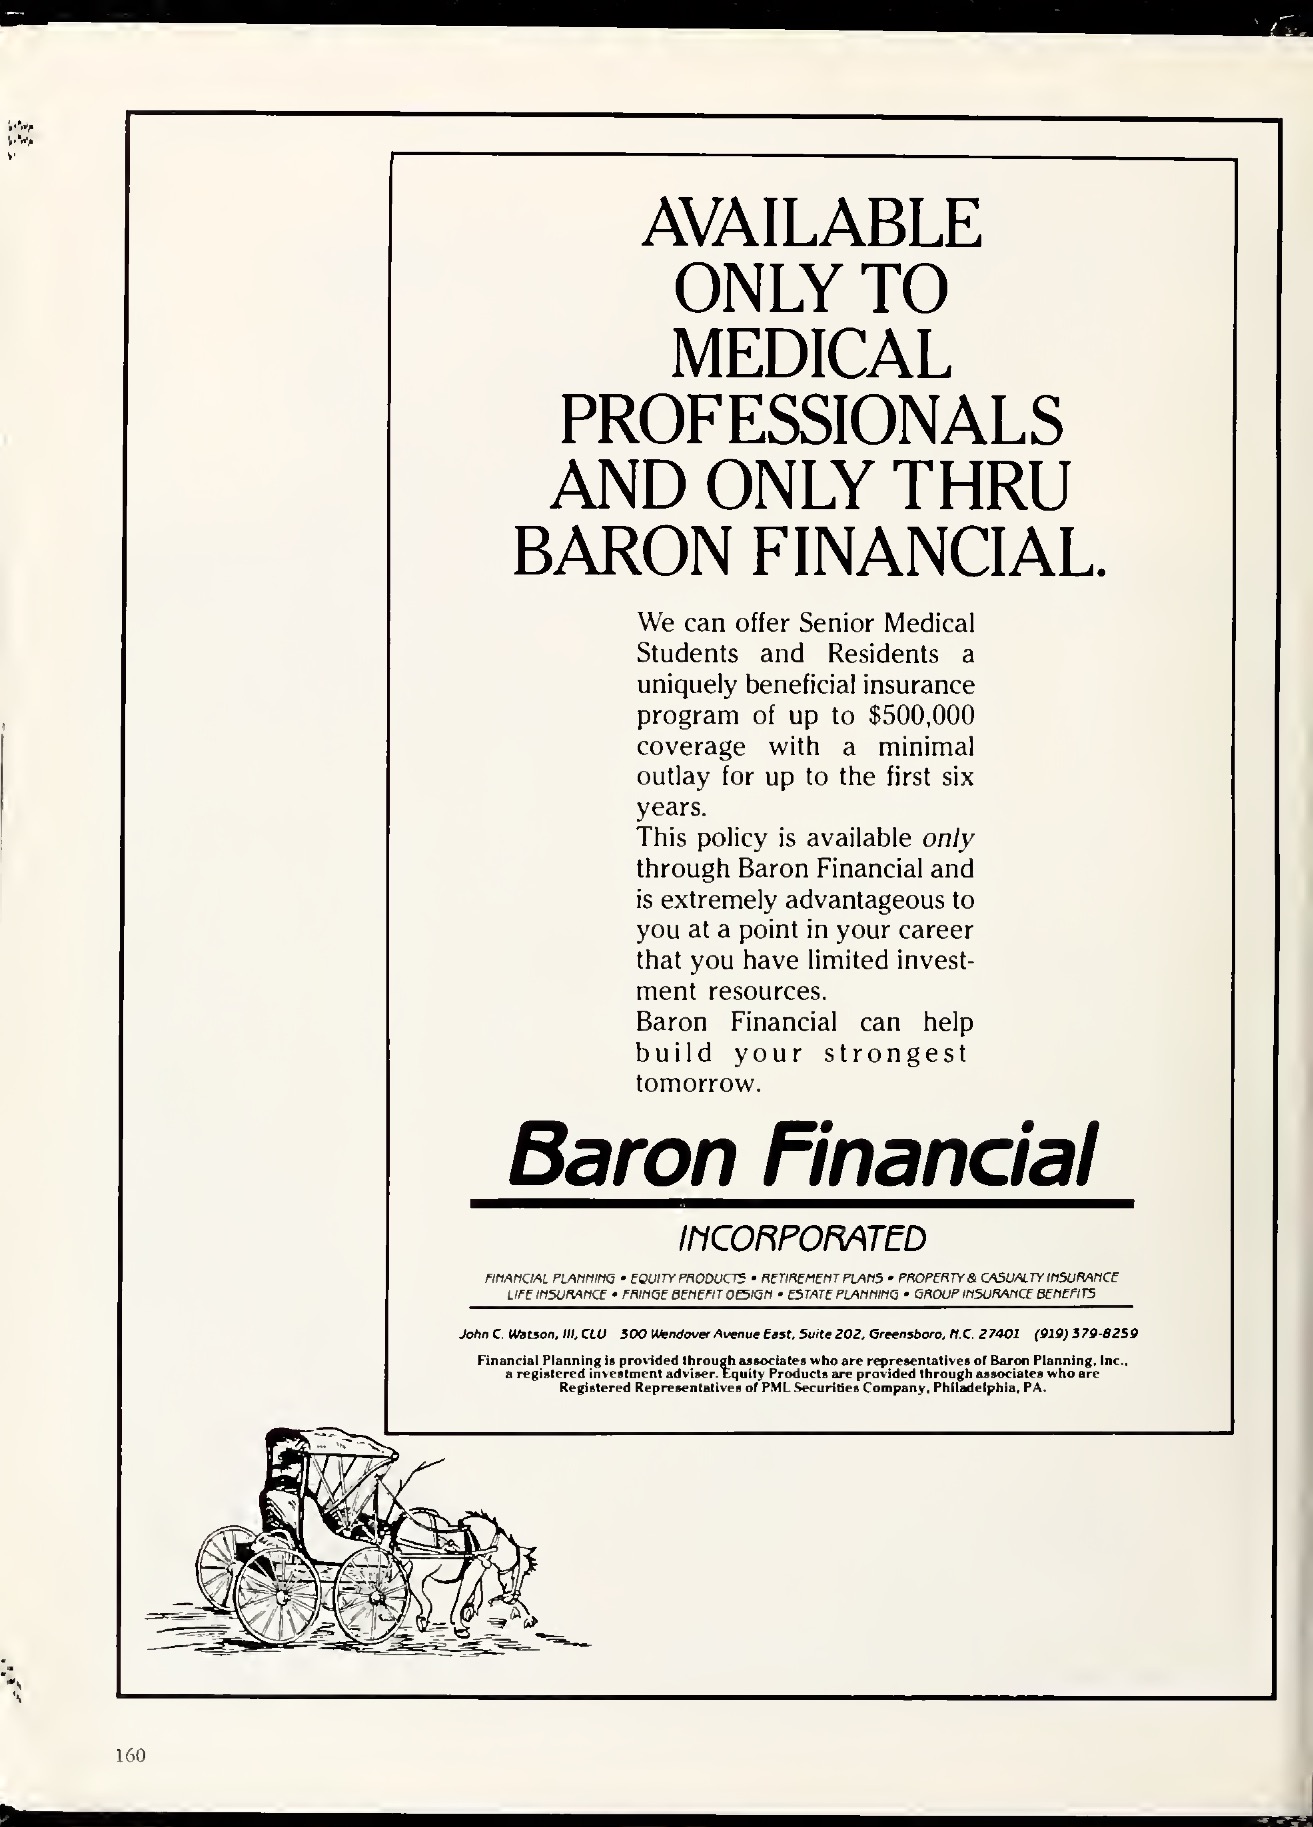 AVAILABLE
ONLY TO
MEDICAL
PROFESSIONALS
AND ONLY THRU
BARON FINANCIAL.
We can offer Senior Medical
Students and Residents a
uniquely beneficial insurance
program of up to $500,000
coverage with a minimal
outlay for up to the first six
years.
This policy is available only
through Baron Financial and
is extremely advantageous to
you at a point in your career
that you have limited invest-
ment resources.
Baron Financial can help
build your strongest
tomorrow.
Baron Financial
INCORPORATED
FINANCIAL PLANNING • EQUITY PRODUCTS • RETIREMENT PLANS • PROPERTY & CASUALTY INSURANCE
LIFE INSURANCE • FRINGE BENEFIT DESIGN • ESTATE PLANNING • GROUP INSURANCE BENEFITS
John C. Watson, III, CLU 300 Wendover Avenue East, Suite 202, Greensboro, N.C. 27401 (919) 379-8259
Financial Planning is provided through associates who are representatives of Baron Planning, Inc.,
a registered investment adviser. Equity Products are provided through associates who are
Registered Representatives of PML Securities Company, Philadelphia, PA.
160